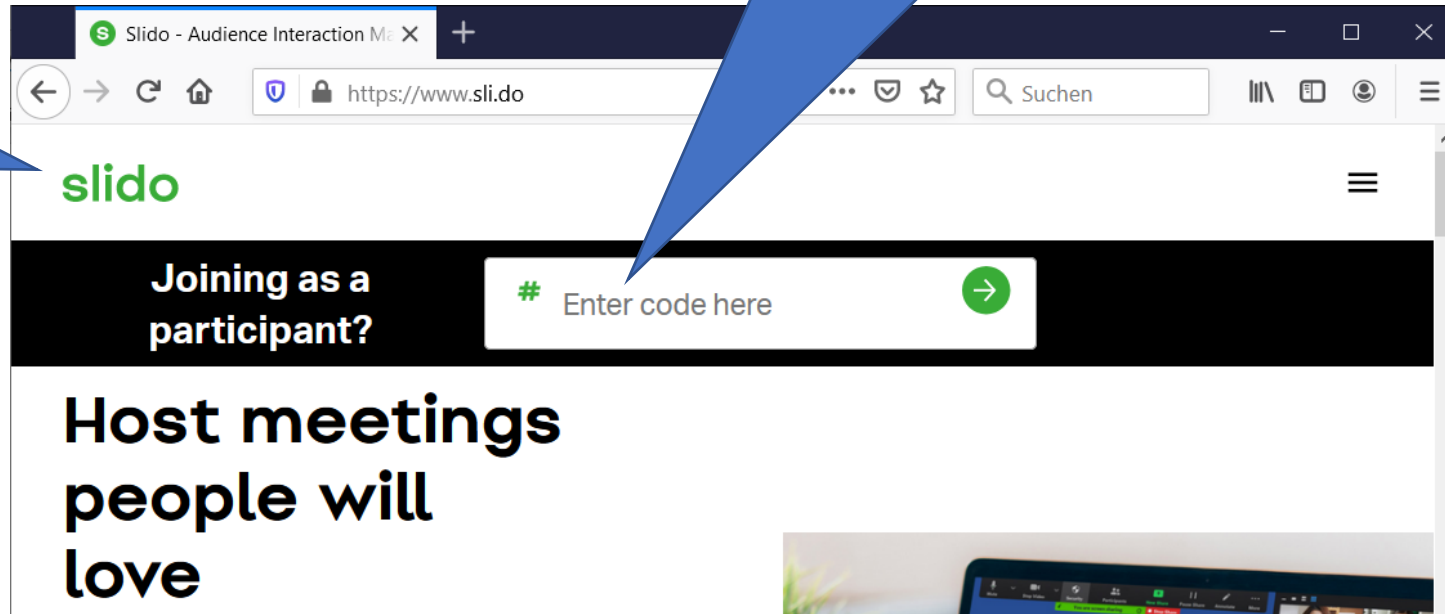 S Slido - Audience Interaction Ma
https://www.sli.do
Suchen
slido
Joining as a
participant?
# Enter code here
Host meetings
people will
love